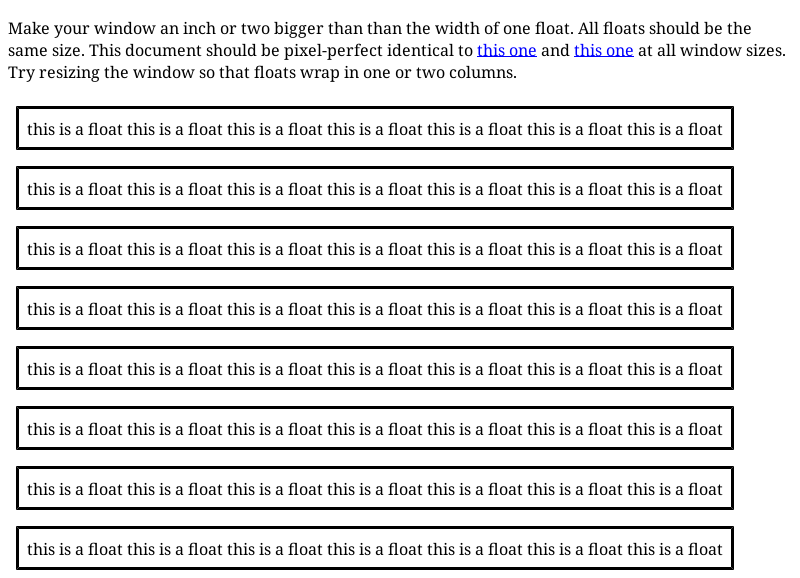 Make your window an inch or two bigger than than the width of one float. All floats should be the
same size. This document should be pixel-perfect identical to this one and this one at all window sizes.
Try resizing the window so that floats wrap in one or two columns.
this is a float this is a float this is a float this is a float this is a float this is a float this is a float
this is a float this is a float this is a float this is a float this is a float this is a float this is a float
this is a float this is a float this is a float this is a float this is a float this is a float this is a float
this is a float this is a float this is a float this is a float this is a float this is a float this is a float
this is a float this is a float this is a float this is a float this is a float this is a float this is a float
this is a float this is a float this is a float this is a float this is a float this is a float this is a float
this is a float this is a float this is a float this is a float this is a float this is a float this is a float
this is a float this is a float this is a float this is a float this is a float this is a float this is a float